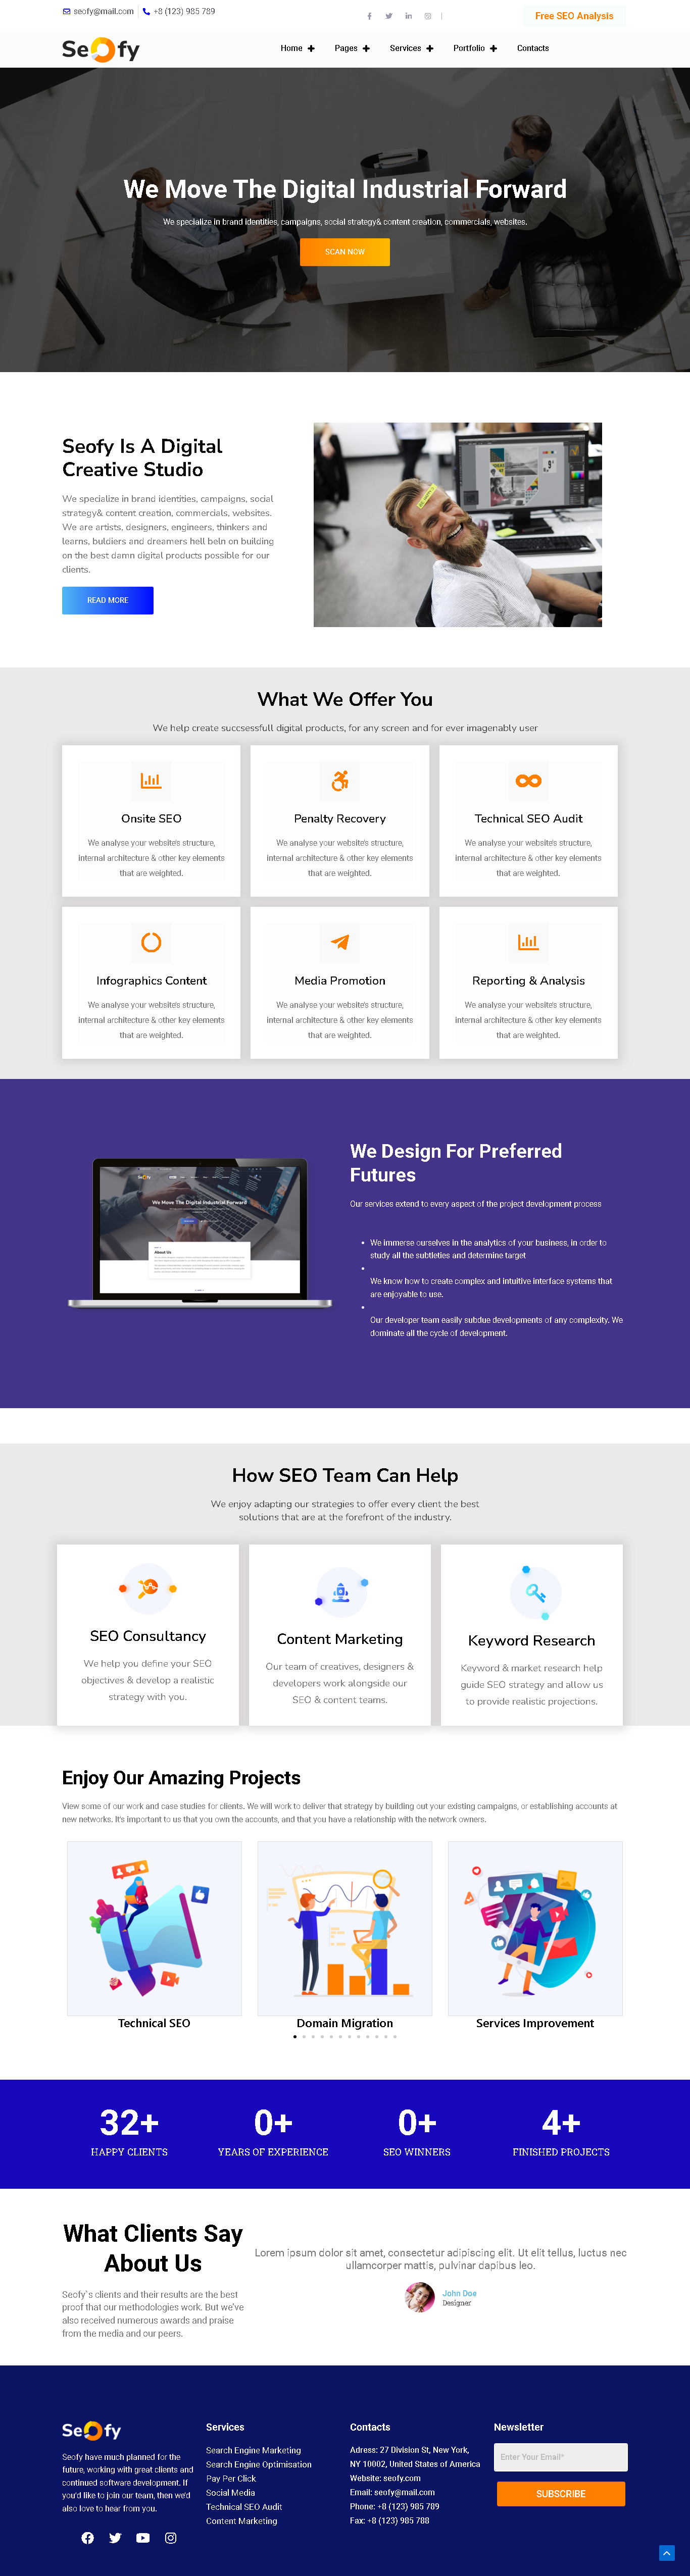 seofy@mail.com +8 (123) 985 789
Free SEO Analysis
Seofy
Home Pages Services Portfolio Contacts
We Move The Digital Industrial Forward
We specialize in brand identities, campaigns, social strategy& content creation, commercials, websites.
SCAN NOW
Seofy Is A Digital
Creative Studio
We specialize in brand identities, campaigns, social
strategy& content creation, commercials, websites.
We are artists, designers, engineers, thinkers and
learns, buldiers and dreamers hell beln on building
on the best damn digital products possible for our
clients.
READ MORE
What We Offer You
We help create succsessfull digital products, for any screen and for ever imagenably user
Onsite SEO
We analyse your website's structure,
internal architecture & other key elements
that are weighted.
Penalty Recovery
We analyse your website's structure,
internal architecture & other key elements
that are weighted.
Technical SEO Audit
We analyse your website's structure,
internal architecture & other key elements
that are weighted.
Infographics Content
We analyse your website's structure,
internal architecture & other key elements
that are weighted.
Media Promotion
We analyse your website's structure,
internal architecture & other key elements
that are weighted.
Reporting & Analysis
We analyse your website's structure,
internal architecture & other key elements
that are weighted.
We Move The Digital Industrial Forward
About Us
We Design For Preferred
Futures
Our services extend to every aspect of the project development process
We immerse ourselves in the analytics of your business, in order to
study all the subtleties and determine target
We know how to create complex and intuitive interface systems that
are enjoyable to use.
Our developer team easily subdue developments of any complexity. We
dominate all the cycle of development.
How SEO Team Can Help
We enjoy adapting our strategies to offer every client the best
solutions that are at the forefront of the industry.
SEO Consultancy
We help you define your SEO
objectives & develop a realistic
strategy with you.
Content Marketing
Our team of creatives, designers &
developers work alongside our
SEO & content teams.
Keyword Research
Keyword & market research help
guide SEO strategy and allow us
to provide realistic projections.
Enjoy Our Amazing Projects
View some of our work and case studies for clients. We will work to deliver that strategy by building out your existing campaigns, or establishing accounts at
new networks. It's important to us that you own the accounts, and that you have a relationship with the network owners.
Technical SEO
Domain Migration
Services Improvement
32+
HAPPY CLIENTS
0+
YEARS OF EXPERIENCE
0+
SEO WINNERS
4+
FINISHED PROJECTS
What Clients Say
About Us
Seofy`s clients and their results are the best
proof that our methodologies work. But we've
also received numerous awards and praise
from the media and our peers.
Lorem ipsum dolor sit amet, consectetur adipiscing elit. Ut elit tellus, luctus nec
ullamcorper mattis, pulvinar dapibus leo.
John Doe
Designer
Seofy
Seofy have much planned for the
future, working with great clients and
continued software development. If
you'd like to join our team, then we'd
also love to hear from you.
Services
Search Engine Marketing
Search Engine Optimisation
Pay Per Click
Social Media
Technical SEO Audit
Content Marketing
Contacts
Adress: 27 Division St, New York,
NY 10002, United States of America
Website: seofy.com
Email: seofy@mail.com
Phone: +8 (123) 985 789
Fax: +8 (123) 985 788
Newsletter
Enter Your Email*
SUBSCRIBE